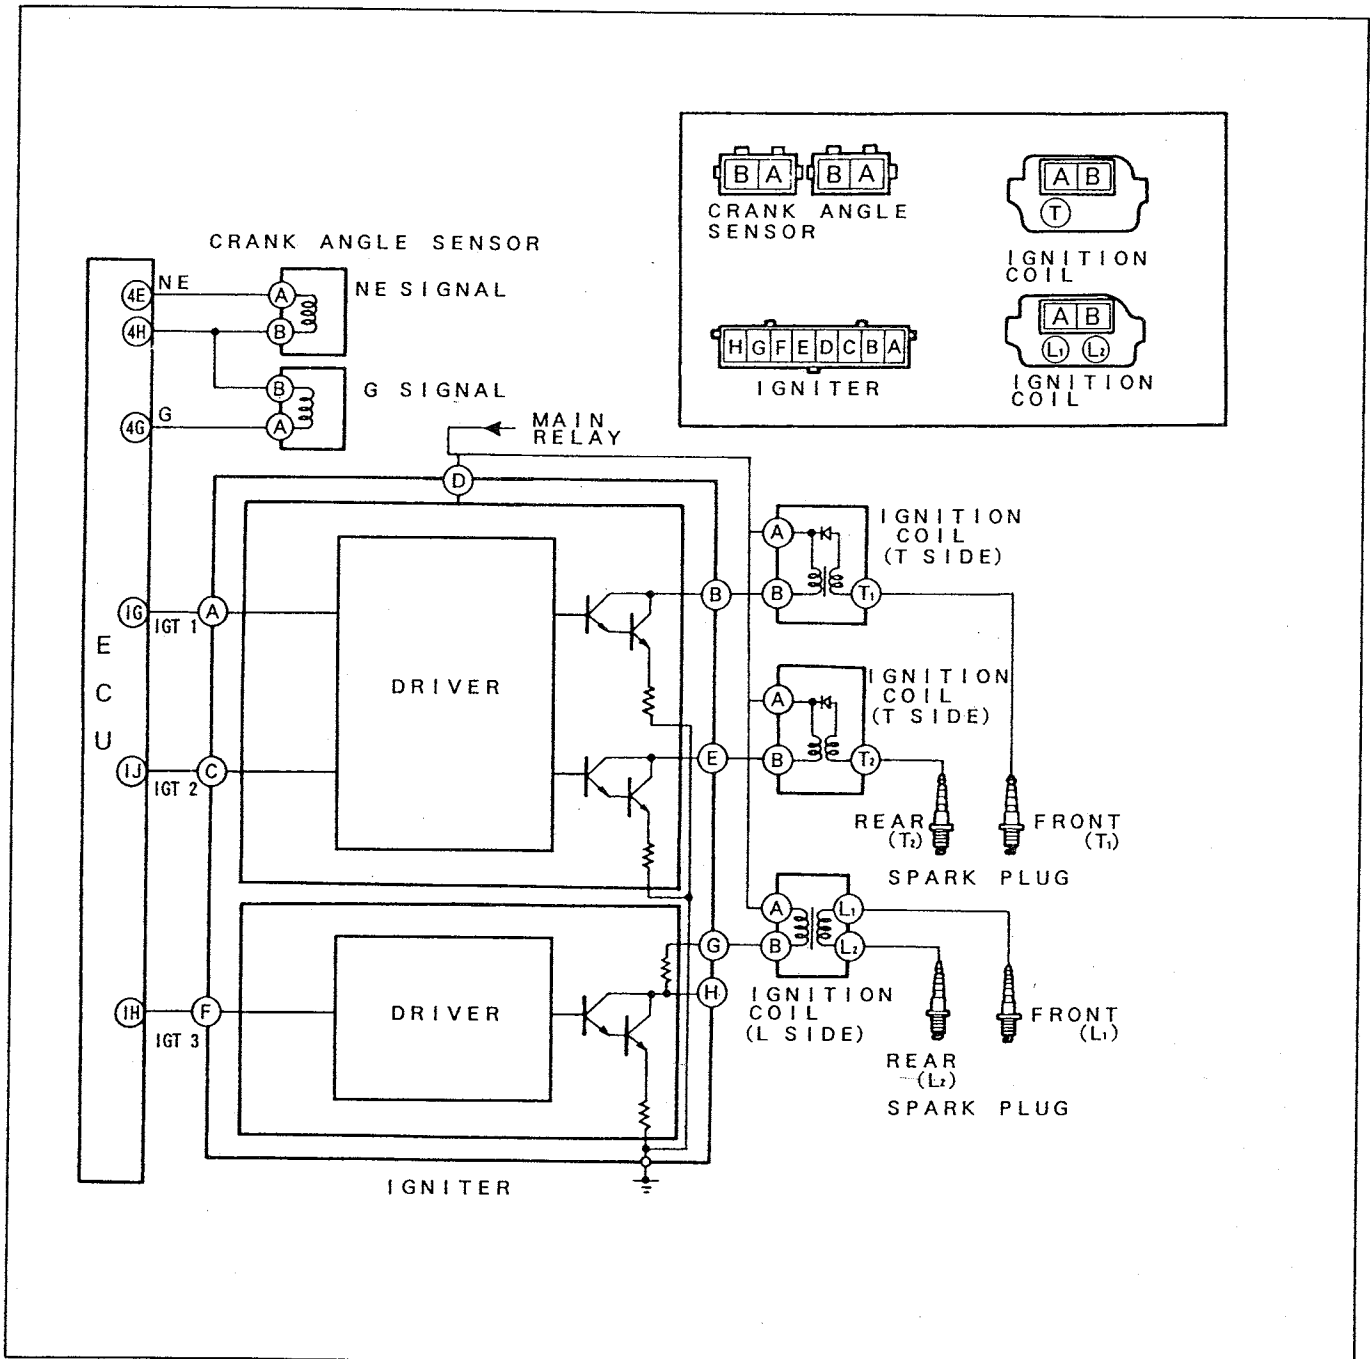 B A B A
CRANK ANGLE
SENSOR
A B
T
IGNITION
COIL
H G F E D C B A
IGNITER
A B
L1 L2
IGNITION
COIL
CRANK ANGLE SENSOR
4E NE A NE SIGNAL
4H B
B G SIGNAL
4G G A
MAIN
RELAY
D
IGNITION
COIL
(T SIDE)
A
B B T1
1G IGT 1 A
ECU
DRIVER
IGNITION
COIL
(T SIDE)
A
E B T2
1J IGT 2 C
REAR
(T2)
FRONT
(T1)
SPARK PLUG
A L1
G B L2
H
IGNITION
COIL
(L SIDE)
1H IGT 3 F
DRIVER
FRONT
(L1)
REAR
(L2)
SPARK PLUG
IGNITER